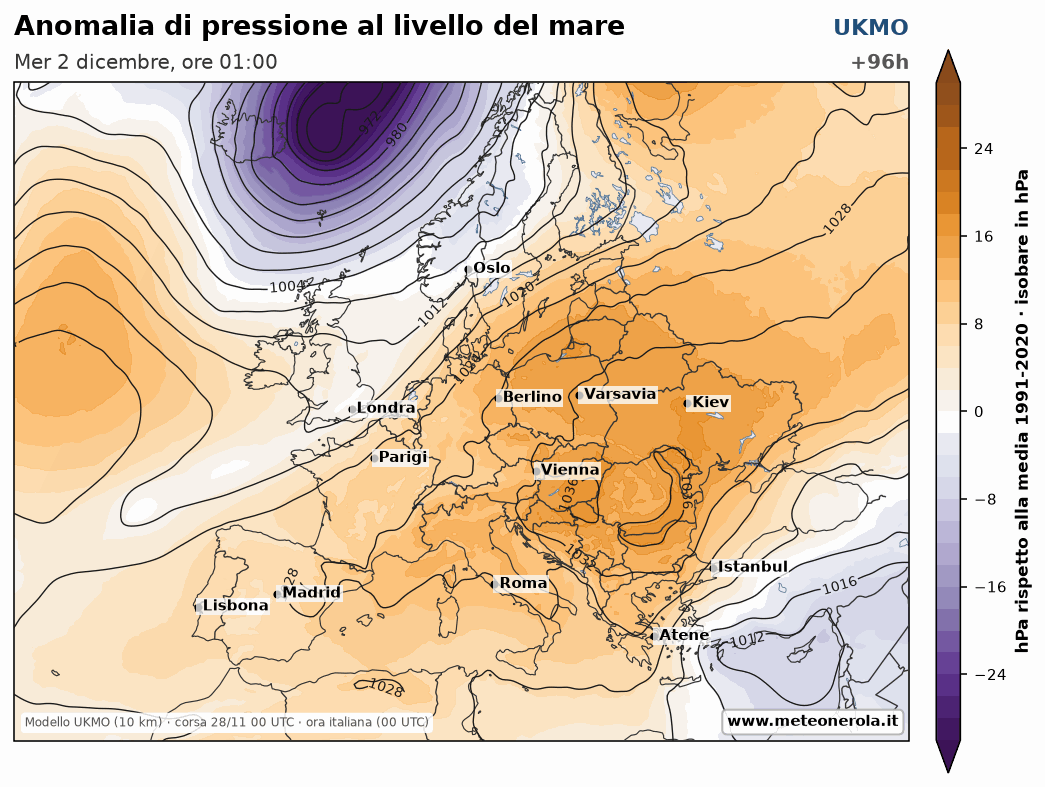 Anomalia di pressione al livello del mare
UKMO
Mer 2 dicembre, ore 01:00
+96h
972
980
1004
1028
1012
1020
1020
Oslo
Londra
Berlino
Varsavia
Kiev
Parigi
Vienna
1036
1036
Roma
Istanbul
Madrid
Lisbona
Atene
1016
1012
1028
24
16
8
0
−8
−16
−24
hPa rispetto alla media 1991-2020 · isobare in hPa
Modello UKMO (10 km) · corsa 28/11 00 UTC · ora italiana (00 UTC)
www.meteonerola.it